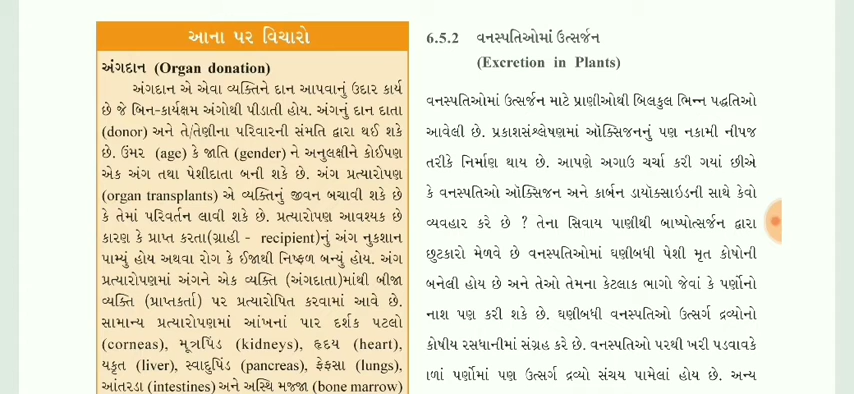 આના પર વિચારો
અંગદાન (Organ donation)
અંગદાન એ એવા વ્યક્તિને દાન આપવાનું ઉદાર કાર્ય
છે જે બિન-કાર્યક્ષમ અંગોથી પીડાતી હોય. અંગનું દાન દાતા
(donor) અને તે/તેણીના પરિવારની સંમતિ દ્વારા થઈ શકે
છે. ઉંમર (age) કે જાતિ (gender) ને અનુલક્ષીને કોઈપણ
એક અંગ તથા પેશીદાતા બની શકે છે. અંગ પ્રત્યારોપણ
(organ transplants) એ વ્યક્તિનું જીવન બચાવી શકે છે
કે તેમાં પરિવર્તન લાવી શકે છે. પ્રત્યારોપણ આવશ્યક છે
કારણ કે પ્રાપ્ત કરતા(ગ્રાહી - recipient)નું અંગ નુકશાન
પામ્યું હોય અથવા રોગ કે ઈજાથી નિષ્ફળ બન્યું હોય. અંગ
પ્રત્યારોપણમાં અંગને એક વ્યક્તિ (અંગદાતા)માંથી બીજા
વ્યક્તિ (પ્રાપ્તકર્તા) પર પ્રત્યારોપિત કરવામાં આવે છે.
સામાન્ય પ્રત્યારોપણમાં આંખનાં પાર દર્શક પટલો
(corneas), મૂત્રપિંડ (kidneys), હૃદય (heart),
યકૃત (liver), સ્વાદુપિંડ (pancreas), ફેફસા (lungs),
આંતરડા (intestines) અને અસ્થિ મજ્જા (bone marrow)
6.5.2 વનસ્પતિઓમાં ઉત્સર્જન
(Excretion in Plants)
વનસ્પતિઓમાં ઉત્સર્જન માટે પ્રાણીઓથી બિલકુલ ભિન્ન પદ્ધતિઓ
આવેલી છે. પ્રકાશસંશ્લેષણમાં ઑક્સિજનનું પણ નકામી નીપજ
તરીકે નિર્માણ થાય છે. આપણે અગાઉ ચર્ચા કરી ગયાં છીએ
કે વનસ્પતિઓ ઑક્સિજન અને કાર્બન ડાયૉક્સાઇડની સાથે કેવો
વ્યવહાર કરે છે ? તેના સિવાય પાણીથી બાષ્પોત્સર્જન દ્વારા
છુટકારો મેળવે છે વનસ્પતિઓમાં ઘણીબધી પેશી મૃત કોષોની
બનેલી હોય છે અને તેઓ તેમના કેટલાક ભાગો જેવાં કે પર્ણોનો
નાશ પણ કરી શકે છે. ઘણીબધી વનસ્પતિઓ ઉત્સર્ગ દ્રવ્યોનો
કોષીય રસધાનીમાં સંગ્રહ કરે છે. વનસ્પતિઓ પરથી ખરી પડવાવક
ોળાં પર્ણોમાં પણ ઉત્સર્ગ દ્રવ્યો સંચય પામેલાં હોય છે. અન્ય